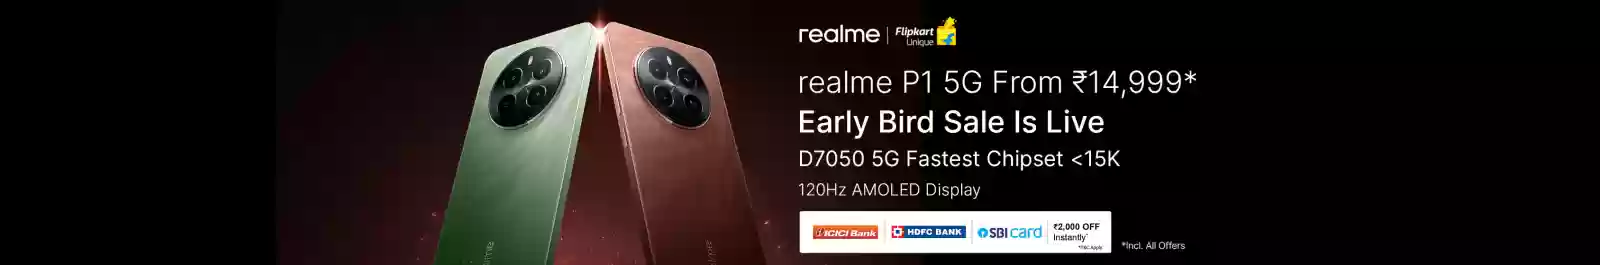 realme | Flipkart Unique
realme P1 5G From ₹14,999*
Early Bird Sale Is Live
D7050 5G Fastest Chipset <15K
120Hz AMOLED Display
ICICI Bank | HDFC BANK | SBI card | ₹2,000 OFF
Instantly*
*T&C Apply
*Incl. All Offers